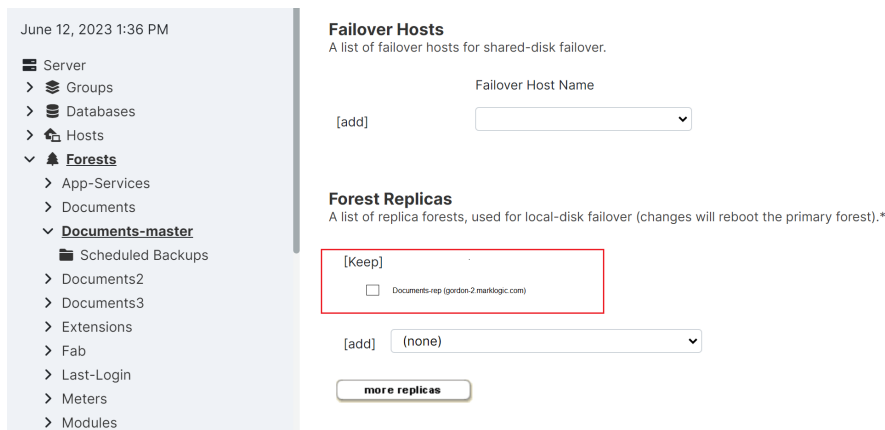 June 12, 2023 1:36 PM
Server
Groups
Databases
Hosts
Forests
App-Services
Documents
Documents-master
Scheduled Backups
Documents2
Documents3
Extensions
Fab
Last-Login
Meters
Modules
Failover Hosts
A list of failover hosts for shared-disk failover.
Failover Host Name
[add]
Forest Replicas
A list of replica forests, used for local-disk failover (changes will reboot the primary forest).*
[Keep]
Documents-rep (gordon-2.marklogic.com)
[add] (none)
more replicas